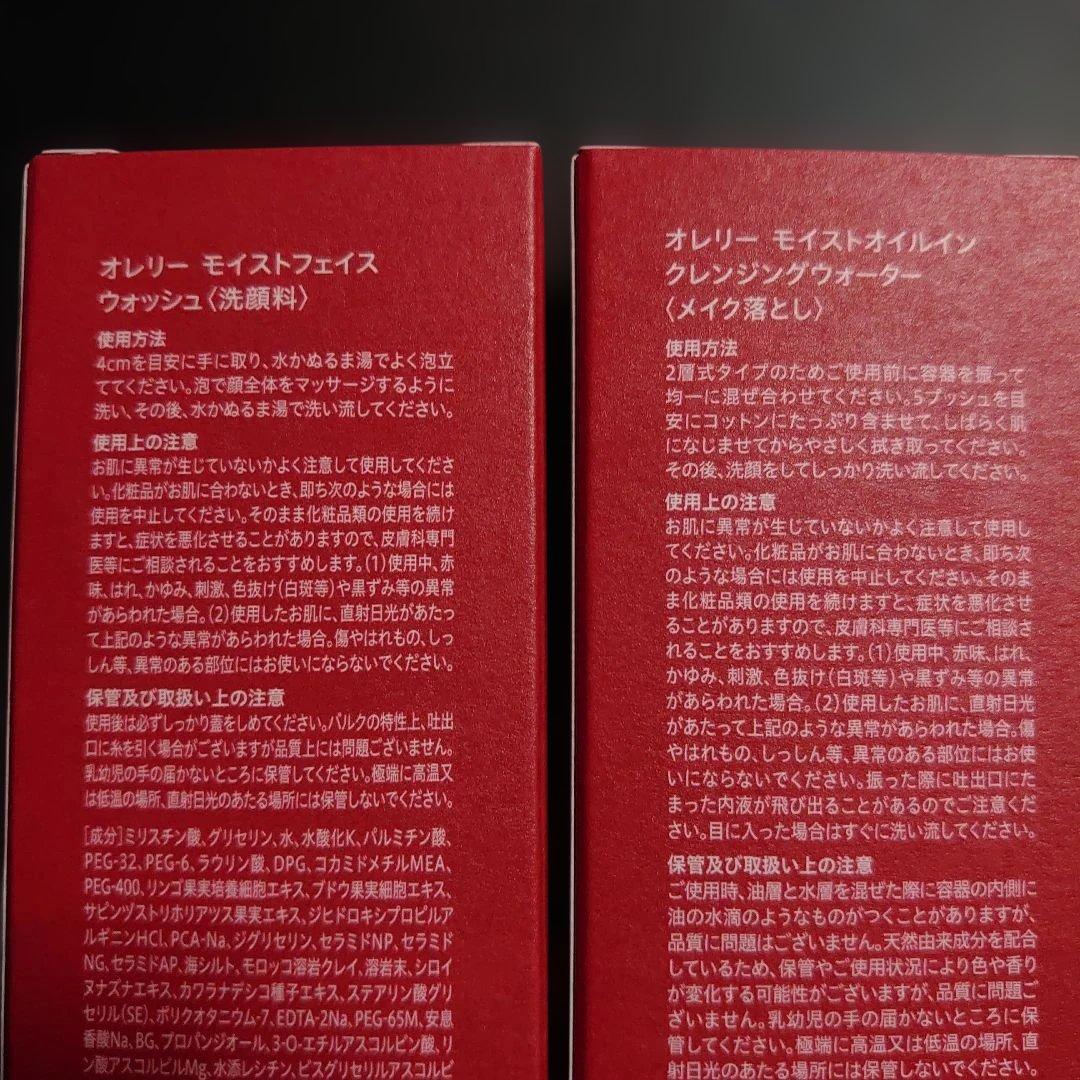 オレリー モイストフェイス
ウォッシュ〈洗顔料〉
使用方法
4cmを目安に手に取り、水かぬるま湯でよく泡立
ててください。泡で顔全体をマッサージするように
洗い、その後、水かぬるま湯で洗い流してください。
使用上の注意
お肌に異常が生じていないかよく注意して使用してくださ
い。化粧品がお肌に合わないとき、即ち次のような場合には
使用を中止してください。そのまま化粧品類の使用を続け
ますと、症状を悪化させることがありますので、皮膚科専門
医等にご相談されることをおすすめします。(1)使用中、赤
味、はれ、かゆみ、刺激、色抜け(白斑等)や黒ずみ等の異常
があらわれた場合。(2)使用したお肌に、直射日光があたっ
て上記のような異常があらわれた場合。傷やはれもの、しっ
しん等、異常のある部位にはお使いにならないでください。
保管及び取扱い上の注意
使用後は必ずしっかり蓋をしめてください。バルクの特性上、吐出
口に糸を引く場合がございますが品質上には問題ございません。
乳幼児の手の届かないところに保管してください。極端に高温又
は低温の場所、直射日光のあたる場所には保管しないでください。
[成分]ミリスチン酸、グリセリン、水、水酸化K、パルミチン酸、
PEG-32、PEG-6、ラウリン酸、DPG、コカミドメチルMEA、
PEG-400、リンゴ果実培養細胞エキス、ブドウ果実細胞エキス、
サピンヅストリホリアツス果実エキス、ジヒドロキシプロピルア
ルギニンHCl、PCA-Na、ジグリセリン、セラミドNP、セラミド
NG、セラミドAP、海シルト、モロッコ溶岩クレイ、溶岩末、シロイ
ヌナズナエキス、カワラナデシコ種子エキス、ステアリン酸グリ
セリル(SE)、ポリクオタニウム-7、EDTA-2Na、PEG-65M、安息
香酸Na、BG、プロパンジオール、3-O-エチルアスコルビン酸、リ
ン酸アスコルビルMg、水添レシチン、ビスグリセリルアスコルビ
オレリー モイストオイルイン
クレンジングウォーター
〈メイク落とし〉
使用方法
2層式タイプのためご使用前に容器を振って
均一に混ぜ合わせてください。5プッシュを目
安にコットンにたっぷり含ませて、しばらく肌
になじませてからやさしく拭き取ってください。
その後、洗顔をしてしっかり洗い流してください。
使用上の注意
お肌に異常が生じていないかよく注意して使用し
てください。化粧品がお肌に合わないとき、即ち次
のような場合には使用を中止してください。そのま
ま化粧品類の使用を続けますと、症状を悪化させ
ることがありますので、皮膚科専門医等にご相談さ
れることをおすすめします。(1)使用中、赤味、はれ、
かゆみ、刺激、色抜け(白斑等)や黒ずみ等の異常
があらわれた場合。(2)使用したお肌に、直射日光
があたって上記のような異常があらわれた場合。傷
やはれもの、しっしん等、異常のある部位にはお使
いにならないでください。振った際に吐出口にた
まった内液が飛び出ることがあるのでご注意くだ
さい。目に入った場合はすぐに洗い流してください。
保管及び取扱い上の注意
ご使用時、油層と水層を混ぜた際に容器の内側に
油の水滴のようなものがつくことがありますが、
品質に問題はございません。天然由来成分を配合
しているため、保管やご使用状況により色や香り
が変化する可能性がございますが、品質に問題ご
ざいません。乳幼児の手の届かないところに保
管してください。極端に高温又は低温の場所、
直射日光のあたる場所には保管しないでください。